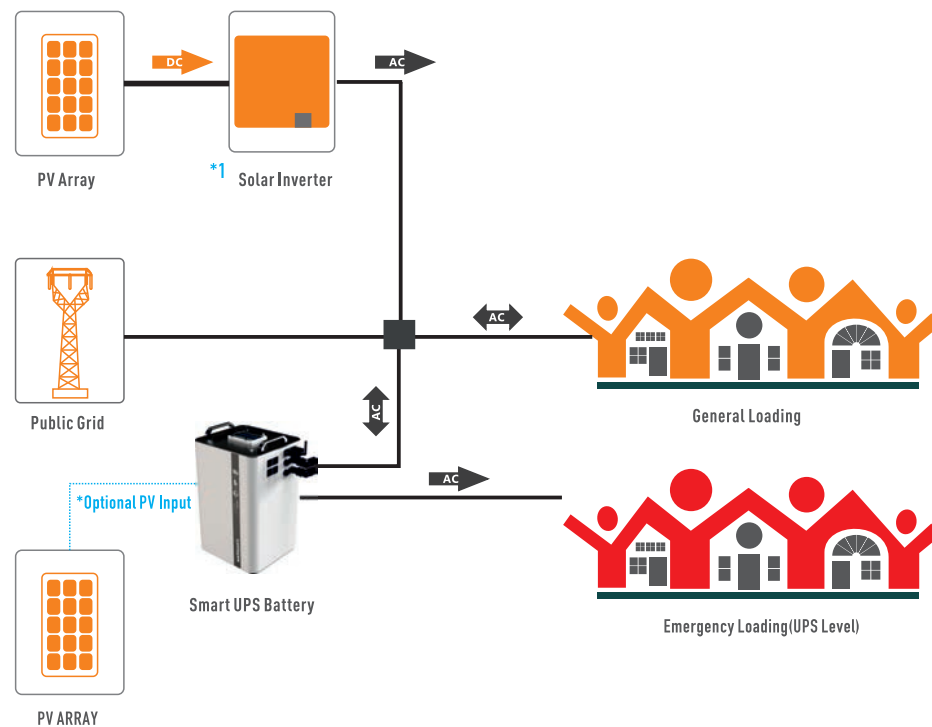 DC
AC
PV Array
*1
Solar Inverter
AC
AC
Public Grid
General Loading
*Optional PV Input
AC
Smart UPS Battery
Emergency Loading(UPS Level)
PV ARRAY